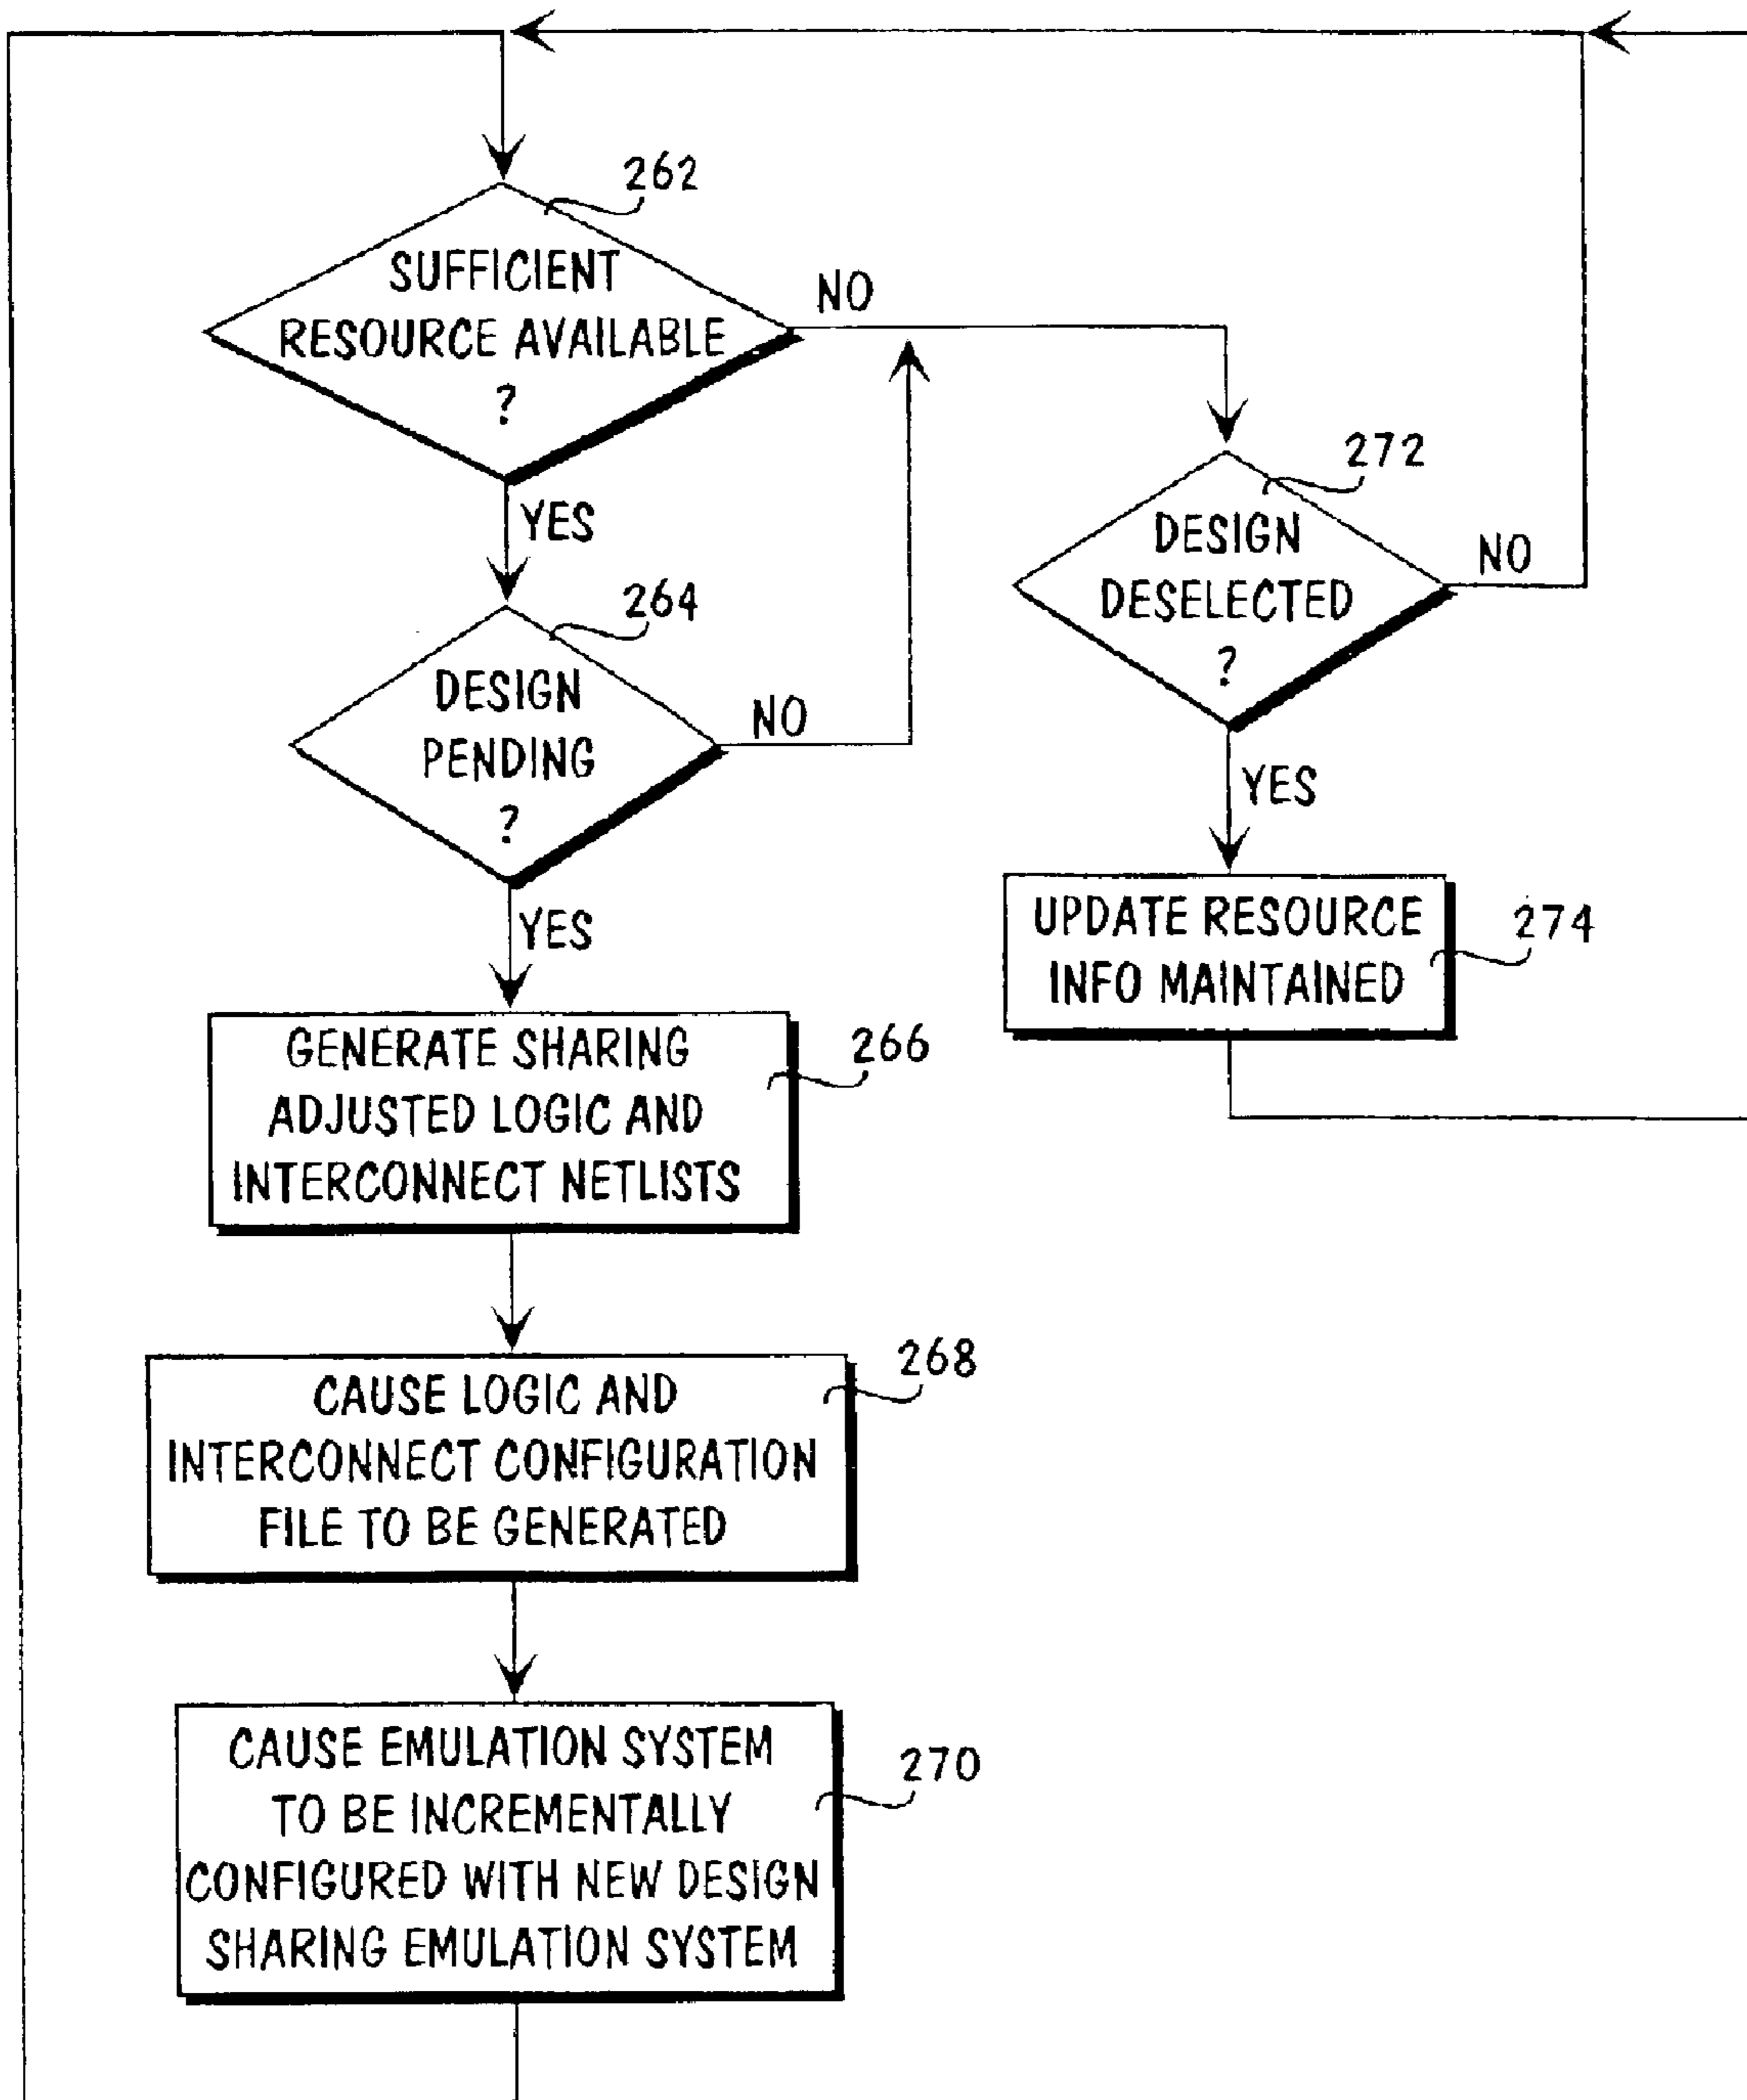 262
SUFFICIENT
RESOURCE AVAILABLE
?
NO
YES
264
DESIGN
PENDING
?
NO
YES
266
GENERATE SHARING
ADJUSTED LOGIC AND
INTERCONNECT NETLISTS
268
CAUSE LOGIC AND
INTERCONNECT CONFIGURATION
FILE TO BE GENERATED
270
CAUSE EMULATION SYSTEM
TO BE INCREMENTALLY
CONFIGURED WITH NEW DESIGN
SHARING EMULATION SYSTEM
272
DESIGN
DESELECTED
?
NO
YES
UPDATE RESOURCE
INFO MAINTAINED
274